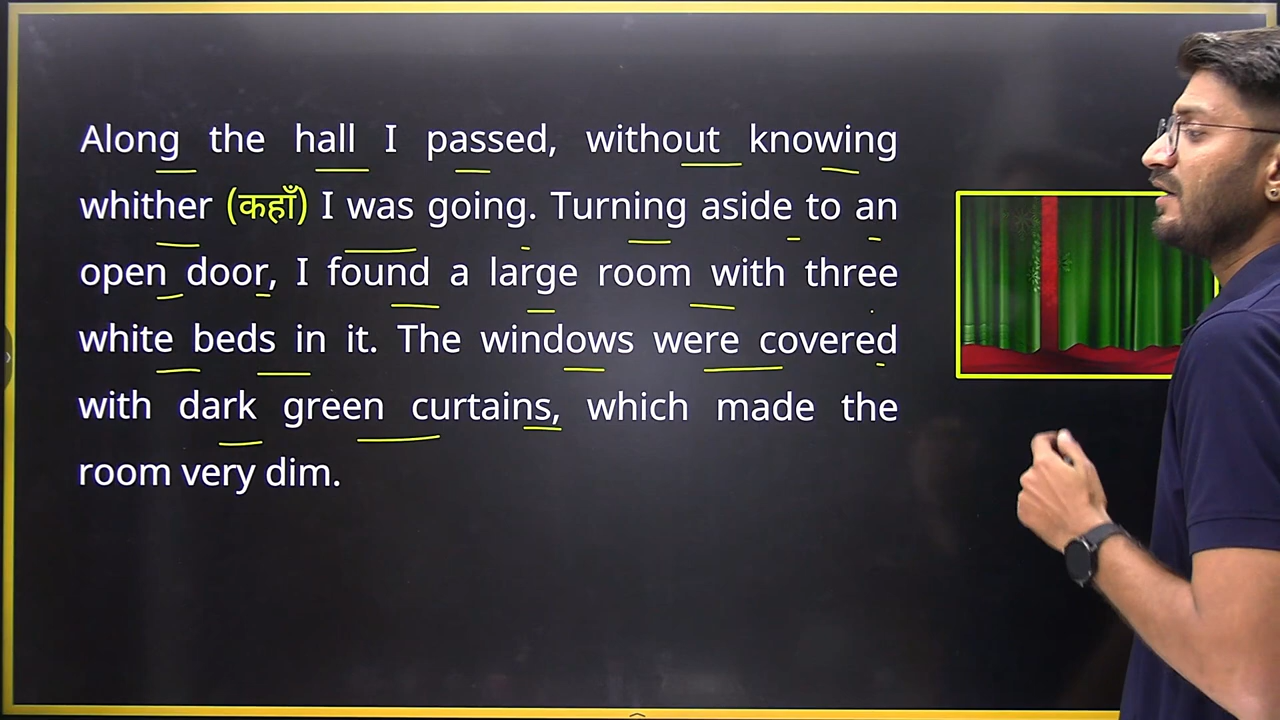 Along the hall I passed, without knowing
whither (कहाँ) I was going. Turning aside to an
open door, I found a large room with three
white beds in it. The windows were covered
with dark green curtains, which made the
room very dim.